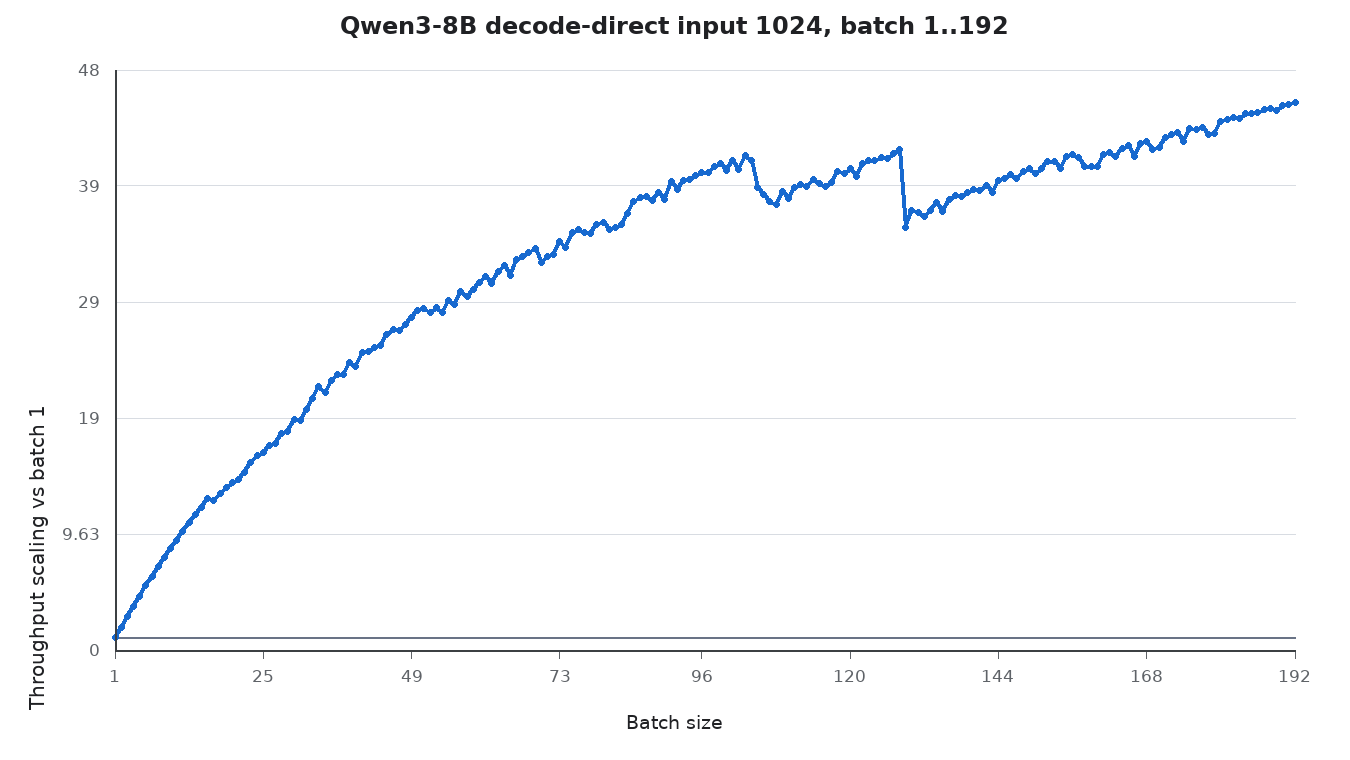 Qwen3-8B decode-direct input 1024, batch 1..192
48
39
29
19
9.63
0
Throughput scaling vs batch 1
1 25 49 73 96 120 144 168 192
Batch size